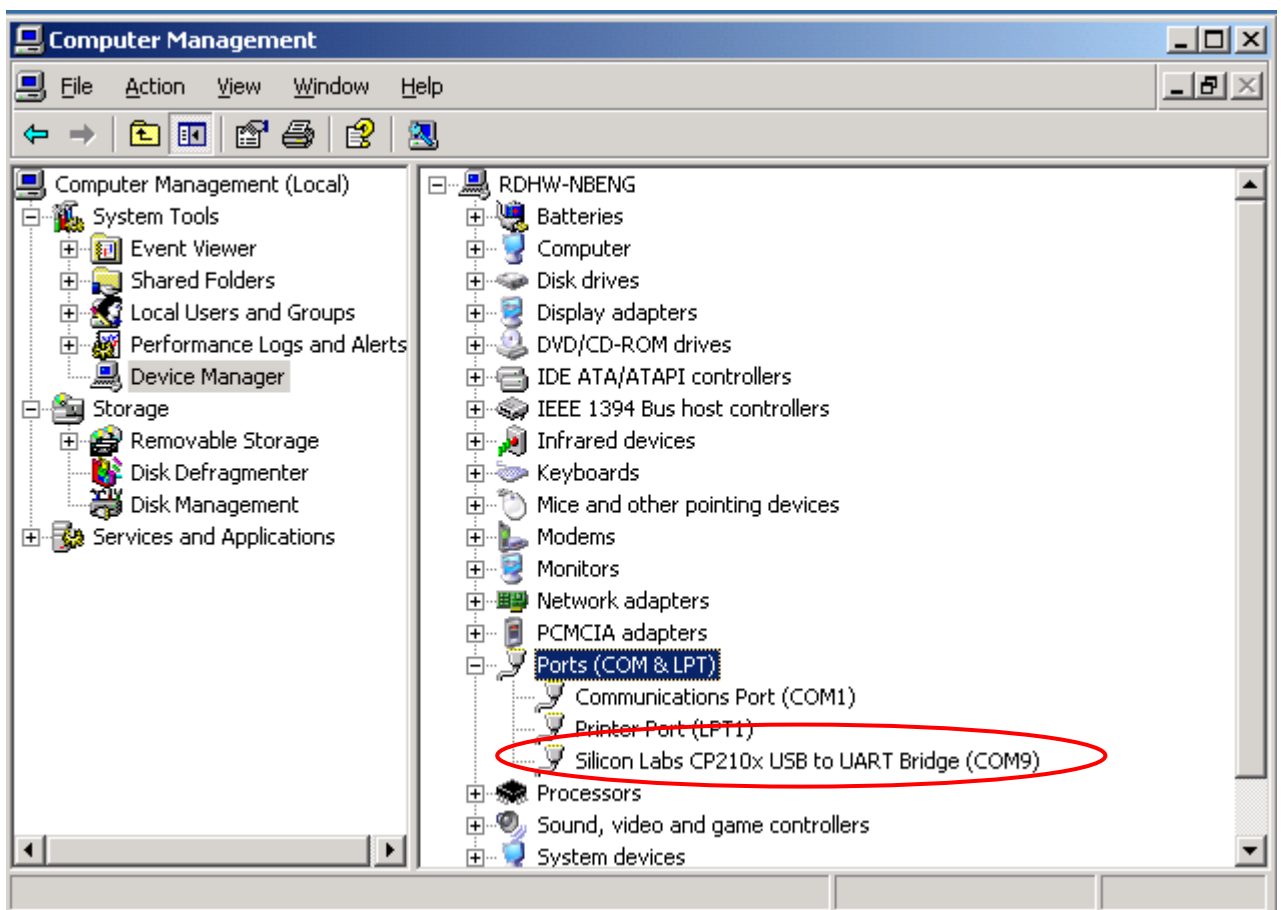 Computer Management
File Action View Window Help
Computer Management (Local)
System Tools
Event Viewer
Shared Folders
Local Users and Groups
Performance Logs and Alerts
Device Manager
Storage
Removable Storage
Disk Defragmenter
Disk Management
Services and Applications
RDHW-NBENG
Batteries
Computer
Disk drives
Display adapters
DVD/CD-ROM drives
IDE ATA/ATAPI controllers
IEEE 1394 Bus host controllers
Infrared devices
Keyboards
Mice and other pointing devices
Modems
Monitors
Network adapters
PCMCIA adapters
Ports (COM & LPT)
Communications Port (COM1)
Printer Port (LPT1)
Silicon Labs CP210x USB to UART Bridge (COM9)
Processors
Sound, video and game controllers
System devices